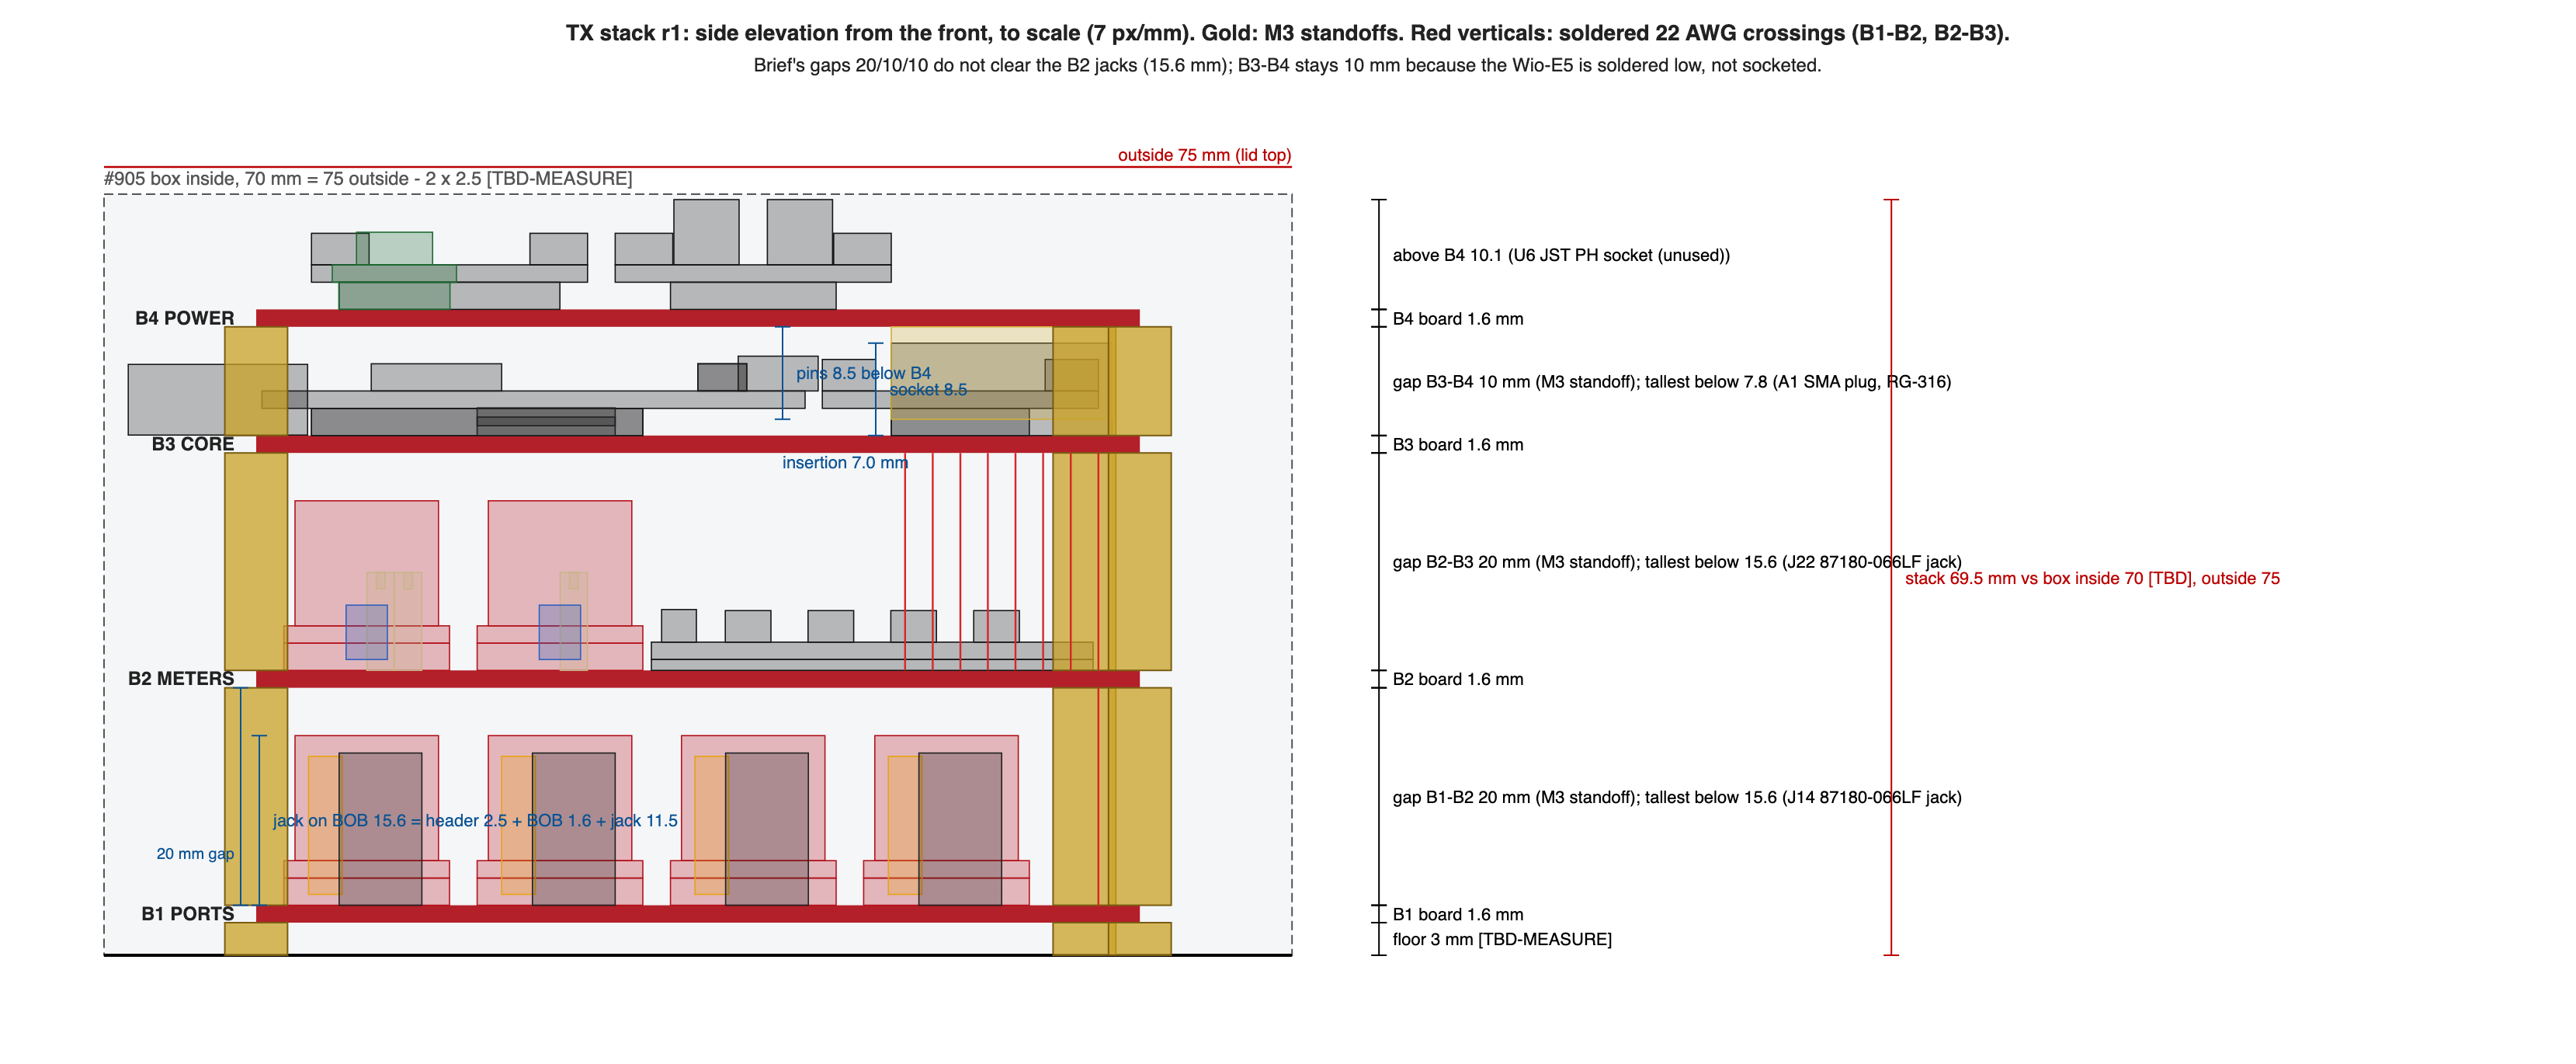 TX stack r1: side elevation from the front, to scale (7 px/mm). Gold: M3 standoffs. Red verticals: soldered 22 AWG crossings (B1-B2, B2-B3).
Brief's gaps 20/10/10 do not clear the B2 jacks (15.6 mm); B3-B4 stays 10 mm because the Wio-E5 is soldered low, not socketed.
outside 75 mm (lid top)
#905 box inside, 70 mm = 75 outside - 2 x 2.5 [TBD-MEASURE]
above B4 10.1 (U6 JST PH socket (unused))
B4 POWER
B4 board 1.6 mm
pins 8.5 below B4
socket 8.5
gap B3-B4 10 mm (M3 standoff); tallest below 7.8 (A1 SMA plug, RG-316)
B3 CORE
B3 board 1.6 mm
insertion 7.0 mm
gap B2-B3 20 mm (M3 standoff); tallest below 15.6 (J22 87180-066LF jack)
stack 69.5 mm vs box inside 70 [TBD], outside 75
B2 METERS
B2 board 1.6 mm
gap B1-B2 20 mm (M3 standoff); tallest below 15.6 (J14 87180-066LF jack)
jack on BOB 15.6 = header 2.5 + BOB 1.6 + jack 11.5
20 mm gap
B1 PORTS
B1 board 1.6 mm
floor 3 mm [TBD-MEASURE]